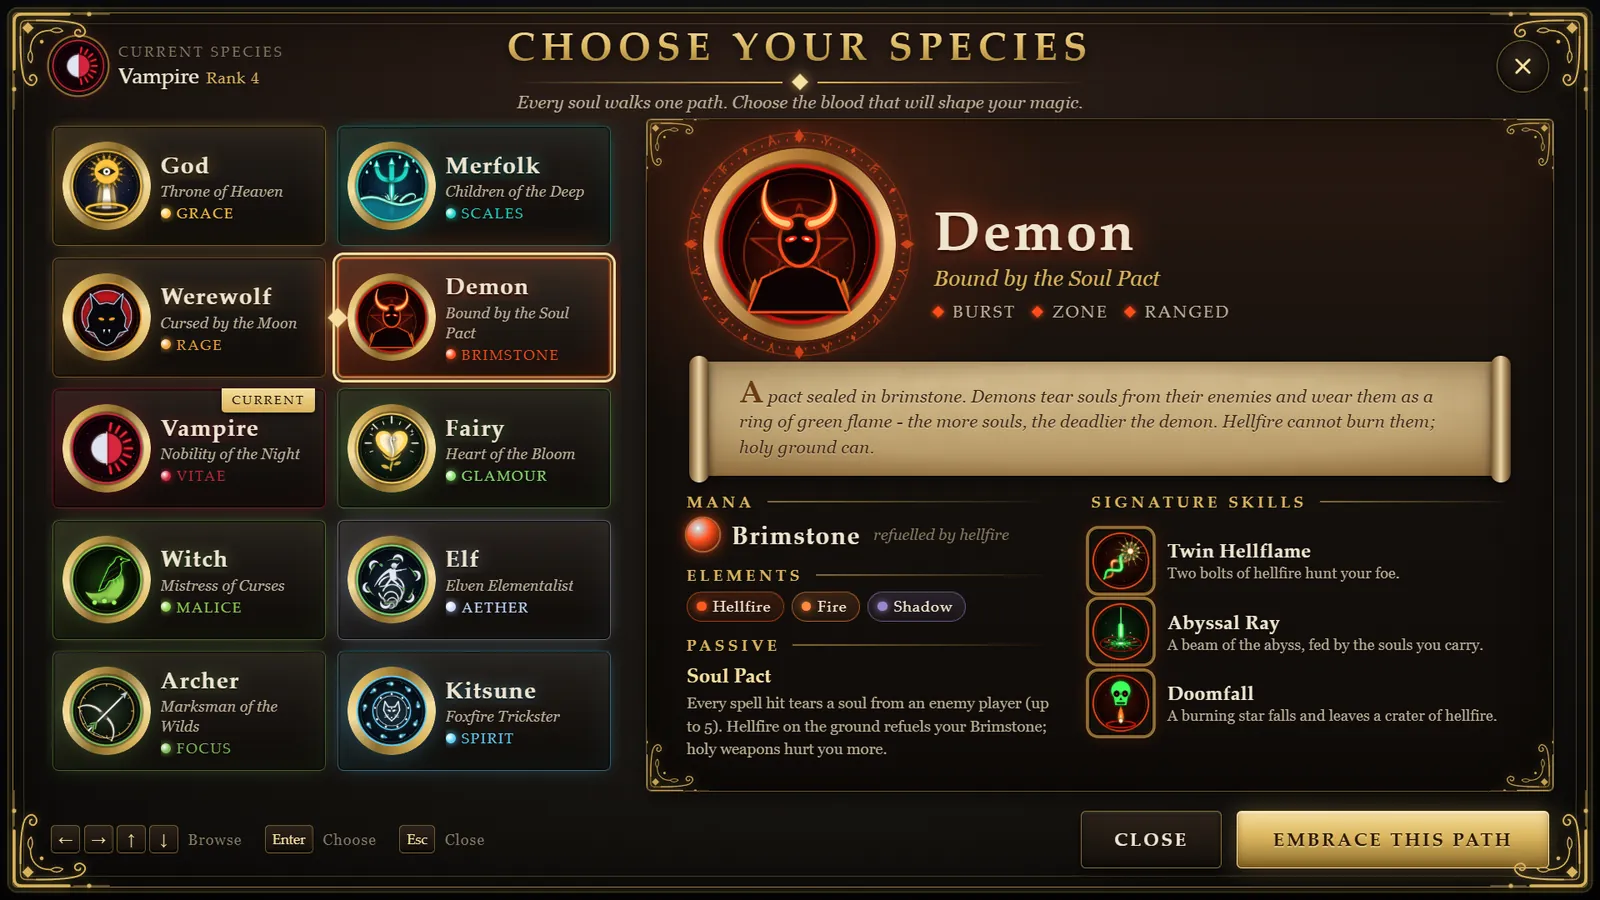 CURRENT SPECIES
Vampire Rank 4
CHOOSE YOUR SPECIES
Every soul walks one path. Choose the blood that will shape your magic.
God
Throne of Heaven
GRACE
Merfolk
Children of the Deep
SCALES
Werewolf
Cursed by the Moon
RAGE
Demon
Bound by the Soul
Pact
BRIMSTONE
CURRENT
Vampire
Nobility of the Night
VITAE
Fairy
Heart of the Bloom
GLAMOUR
Witch
Mistress of Curses
MALICE
Elf
Elven Elementalist
AETHER
Archer
Marksman of the
Wilds
FOCUS
Kitsune
Foxfire Trickster
SPIRIT
Demon
Bound by the Soul Pact
BURST ZONE RANGED
A pact sealed in brimstone. Demons tear souls from their enemies and wear them as a
ring of green flame - the more souls, the deadlier the demon. Hellfire cannot burn them;
holy ground can.
MANA
Brimstone refuelled by hellfire
ELEMENTS
Hellfire Fire Shadow
PASSIVE
Soul Pact
Every spell hit tears a soul from an enemy player (up
to 5). Hellfire on the ground refuels your Brimstone;
holy weapons hurt you more.
SIGNATURE SKILLS
Twin Hellflame
Two bolts of hellfire hunt your foe.
Abyssal Ray
A beam of the abyss, fed by the souls you carry.
Doomfall
A burning star falls and leaves a crater of hellfire.
← → ↑ ↓ Browse Enter Choose Esc Close
CLOSE
EMBRACE THIS PATH